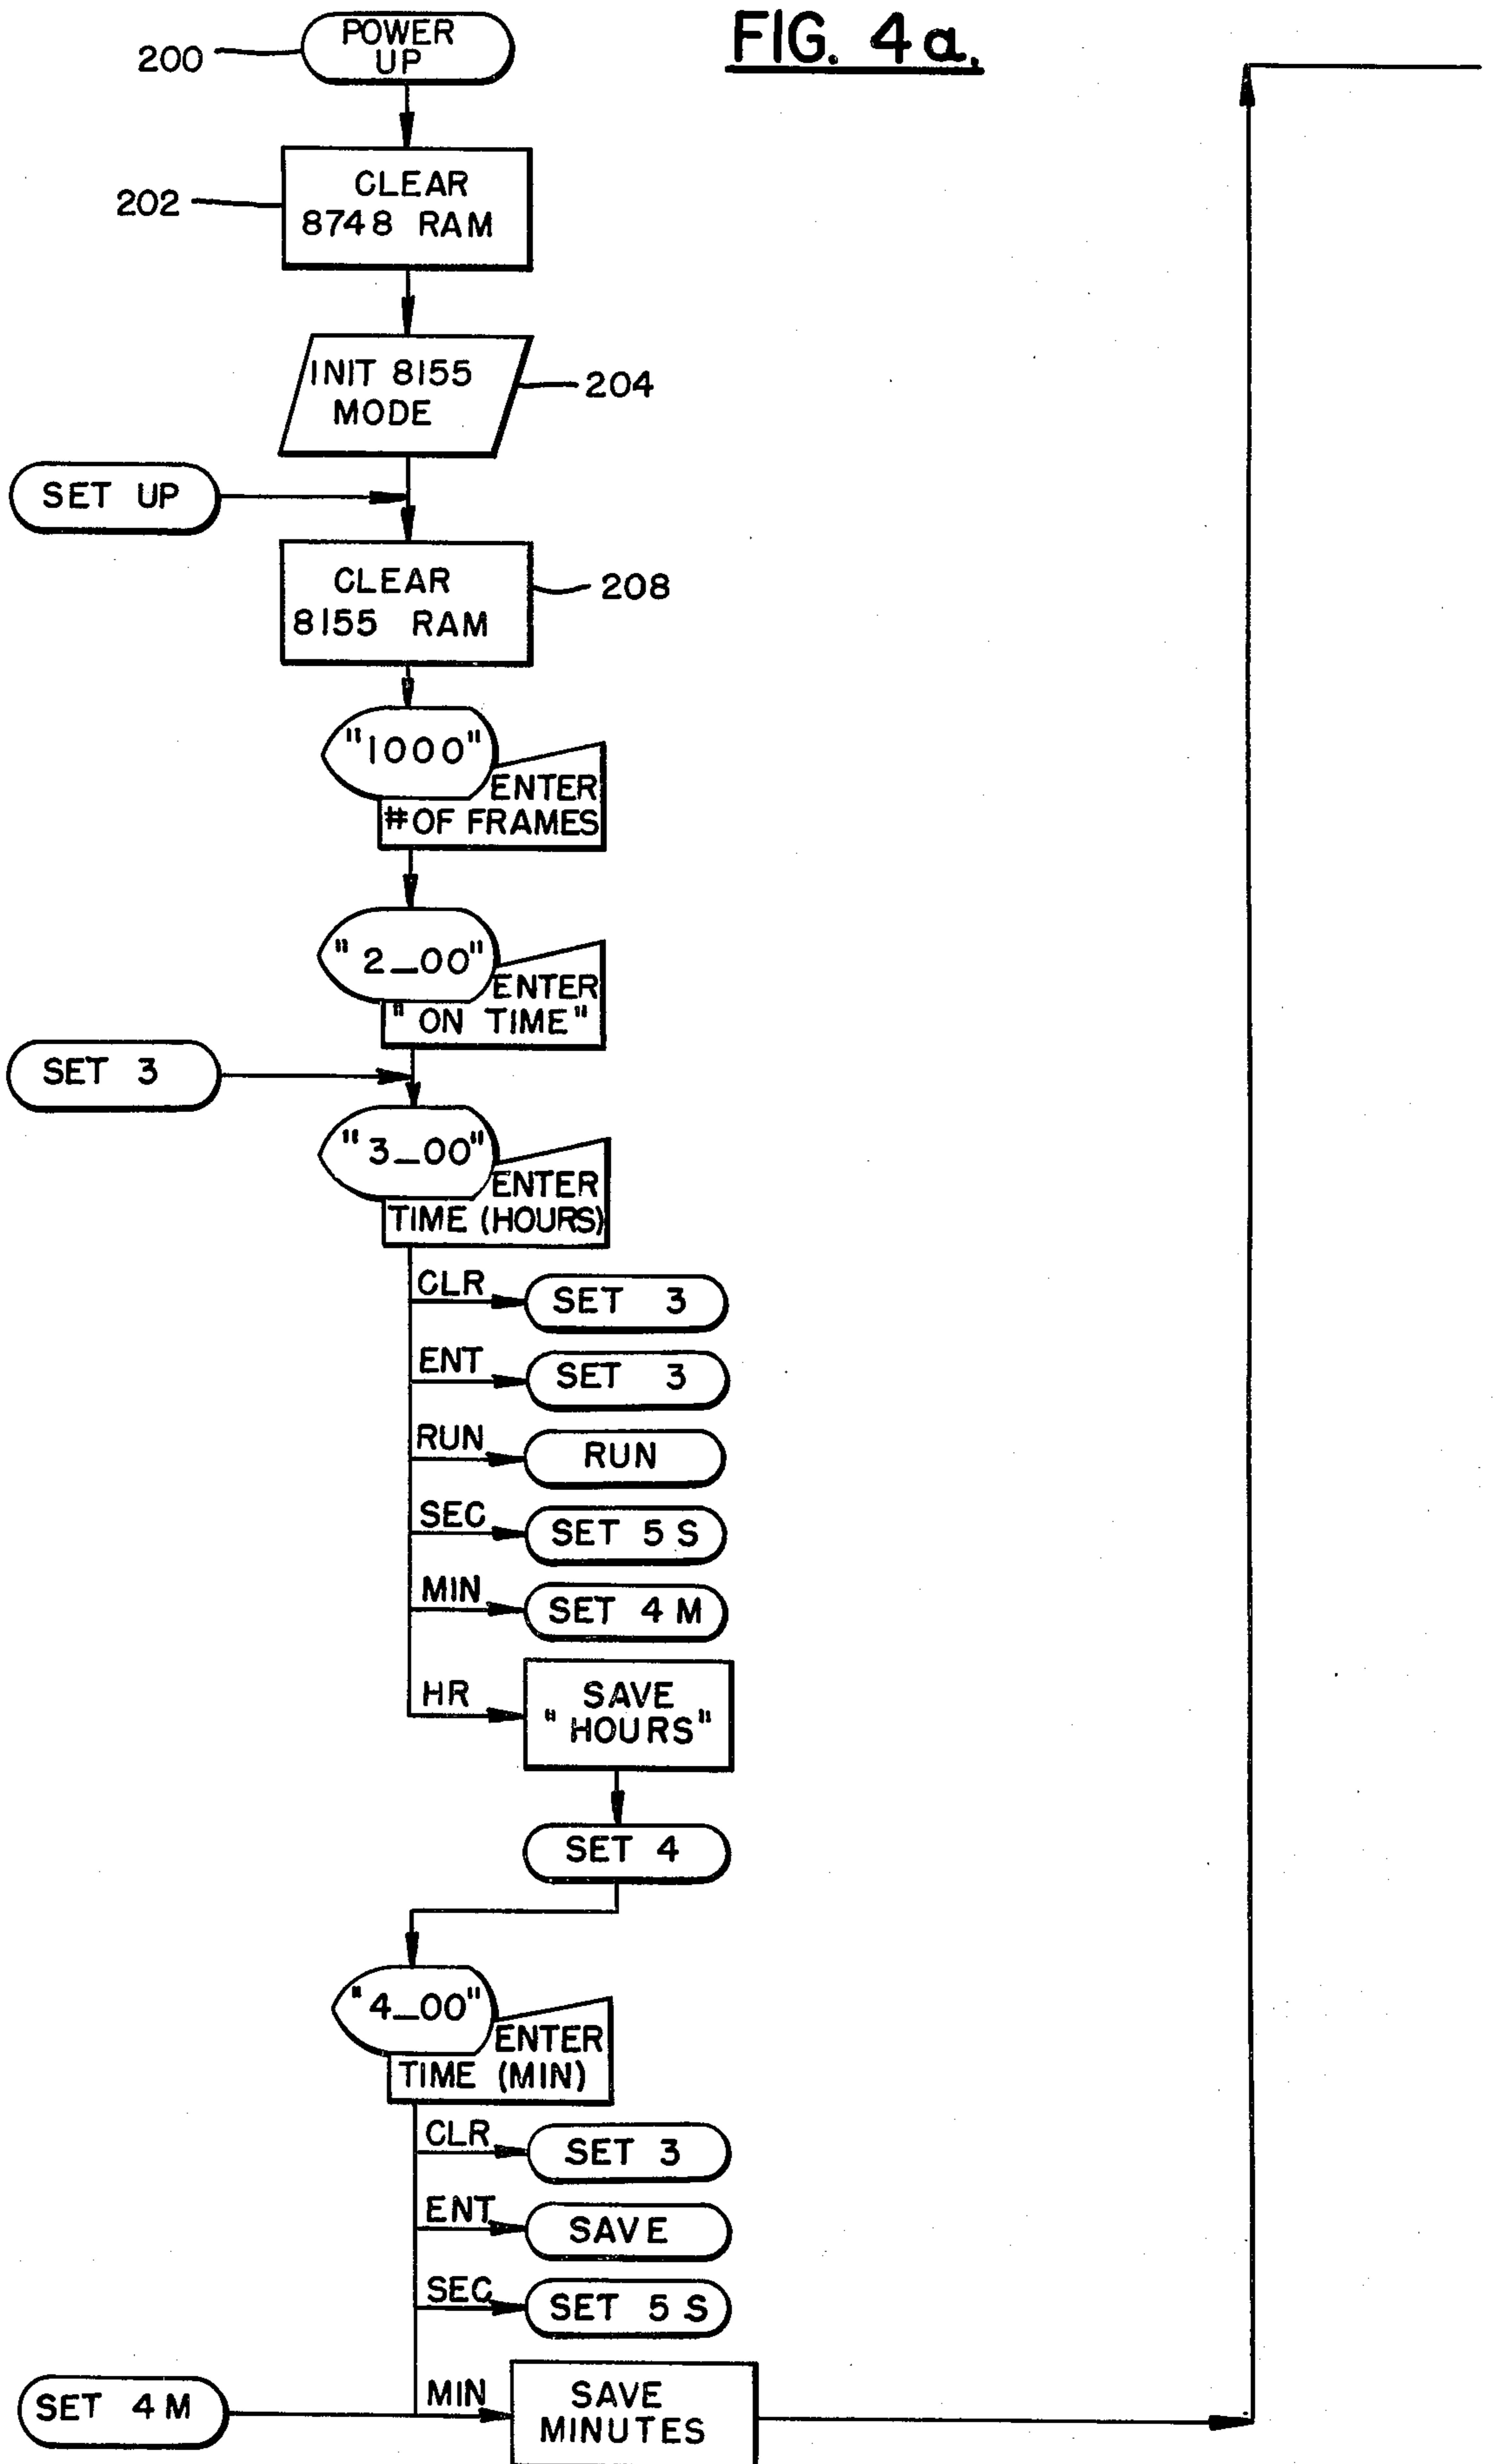 FIG. 4a.
POWER
UP
200
CLEAR
8748 RAM
202
INIT 8155
MODE
204
SET UP
CLEAR
8155 RAM
208
"1000"
ENTER
#OF FRAMES
"2_00"
ENTER
"ON TIME"
SET 3
"3_00"
ENTER
TIME (HOURS)
CLR
SET 3
ENT
SET 3
RUN
RUN
SEC
SET 5 S
MIN
SET 4 M
HR
SAVE
"HOURS"
SET 4
"4_00"
ENTER
TIME (MIN)
CLR
SET 3
ENT
SAVE
SEC
SET 5 S
SET 4 M
MIN
SAVE
MINUTES